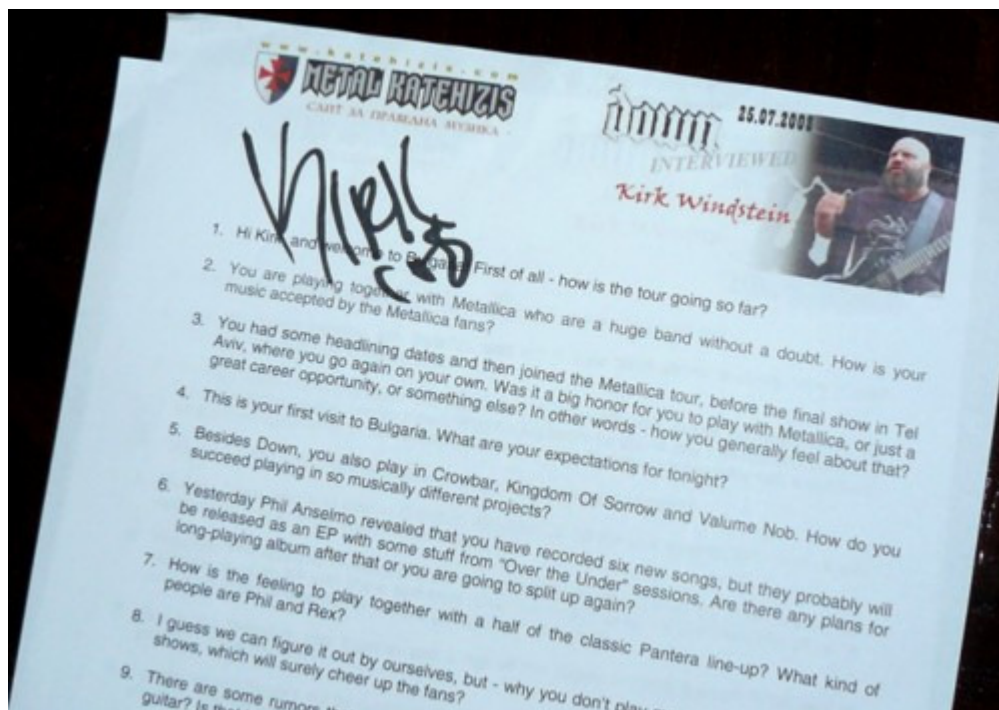 www.katehizis.com
METAL KATEHIZIS
САЙТ ЗА ПРАВЕДНА МУЗИКА
DOWN 25.07.2008
INTERVIEWED
Kirk Windstein
KIRK
1. Hi Kirk and welcome to Bulgaria! First of all - how is the tour going so far?
2. You are playing together with Metallica who are a huge band without a doubt. How is your
music accepted by the Metallica fans?
3. You had some headlining dates and then joined the Metallica tour, before the final show in Tel
Aviv, where you go again on your own. Was it a big honor for you to play with Metallica, or just a
great career opportunity, or something else? In other words - how you generally feel about that?
4. This is your first visit to Bulgaria. What are your expectations for tonight?
5. Besides Down, you also play in Crowbar, Kingdom Of Sorrow and Valume Nob. How do you
succeed playing in so musically different projects?
6. Yesterday Phil Anselmo revealed that you have recorded six new songs, but they probably will
be released as an EP with some stuff from "Over the Under" sessions. Are there any plans for
long-playing album after that or you are going to split up again?
7. How is the feeling to play together with a half of the classic Pantera line-up? What kind of
people are Phil and Rex?
8. I guess we can figure it out by ourselves, but - why you don't play
shows, which will surely cheer up the fans?
9. There are some rumors
guitar? Is